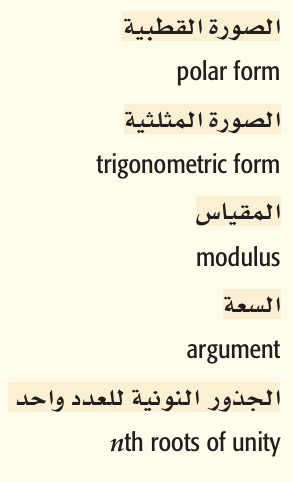 الصورة القطبية
polar form
الصورة المثلثية
trigonometric form
المقياس
modulus
السعة
argument
الجذور النونية للعدد واحد
nth roots of unity